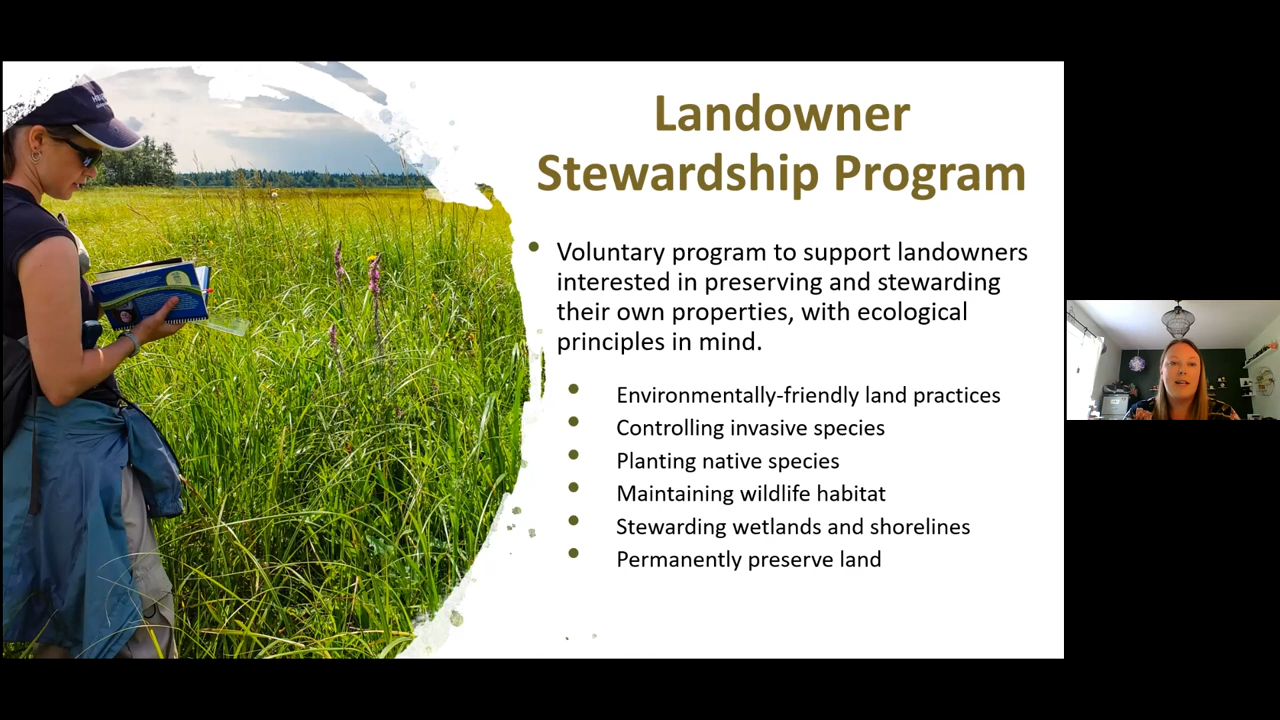 Landowner
Stewardship Program
Voluntary program to support landowners
interested in preserving and stewarding
their own properties, with ecological
principles in mind.
Environmentally-friendly land practices
Controlling invasive species
Planting native species
Maintaining wildlife habitat
Stewarding wetlands and shorelines
Permanently preserve land